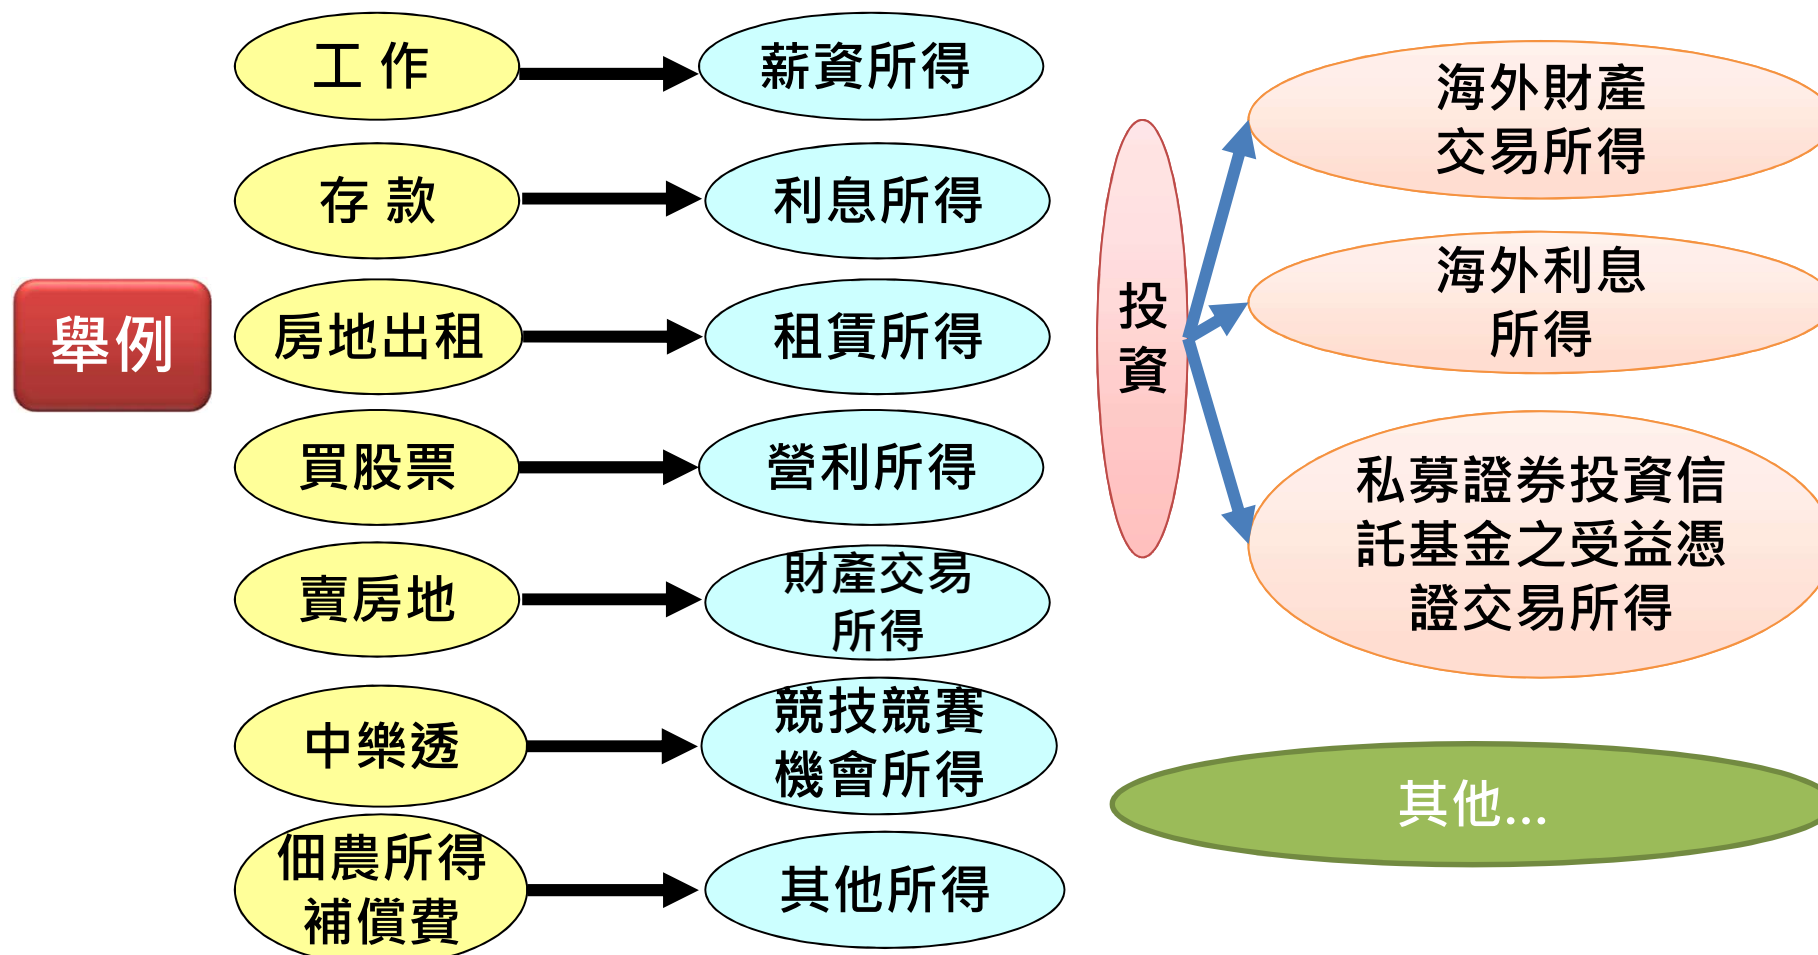 舉例
工 作
薪資所得
存 款
利息所得
房地出租
租賃所得
買股票
營利所得
賣房地
財產交易
所得
中樂透
競技競賽
機會所得
佃農所得
補償費
其他所得
投
資
海外財產
交易所得
海外利息
所得
私募證券投資信
託基金之受益憑
證交易所得
其他...